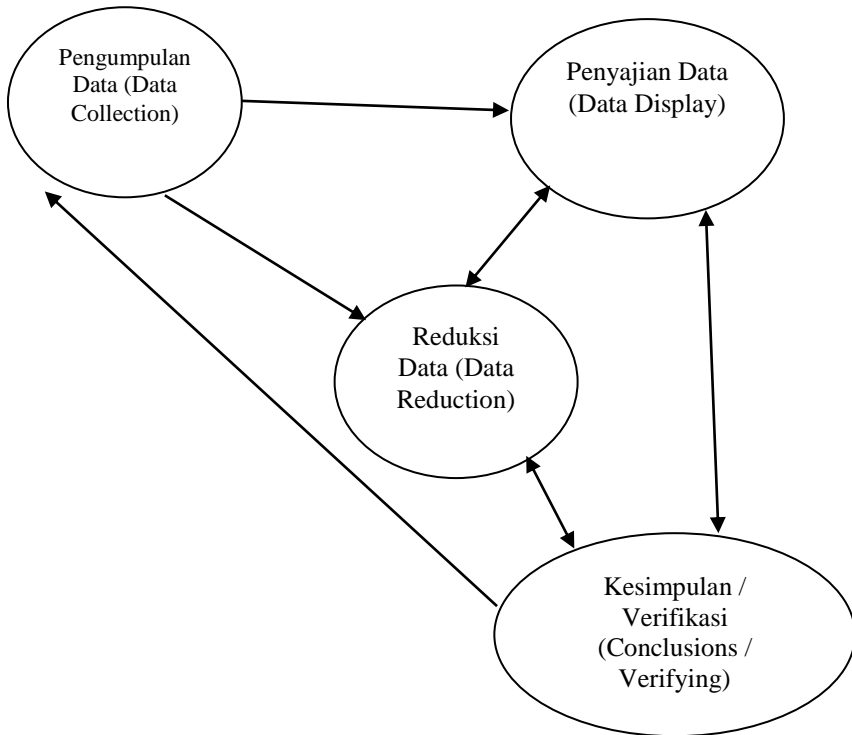 Pengumpulan
Data (Data
Collection)
Penyajian Data
(Data Display)
Reduksi
Data (Data
Reduction)
Kesimpulan /
Verifikasi
(Conclusions /
Verifying)